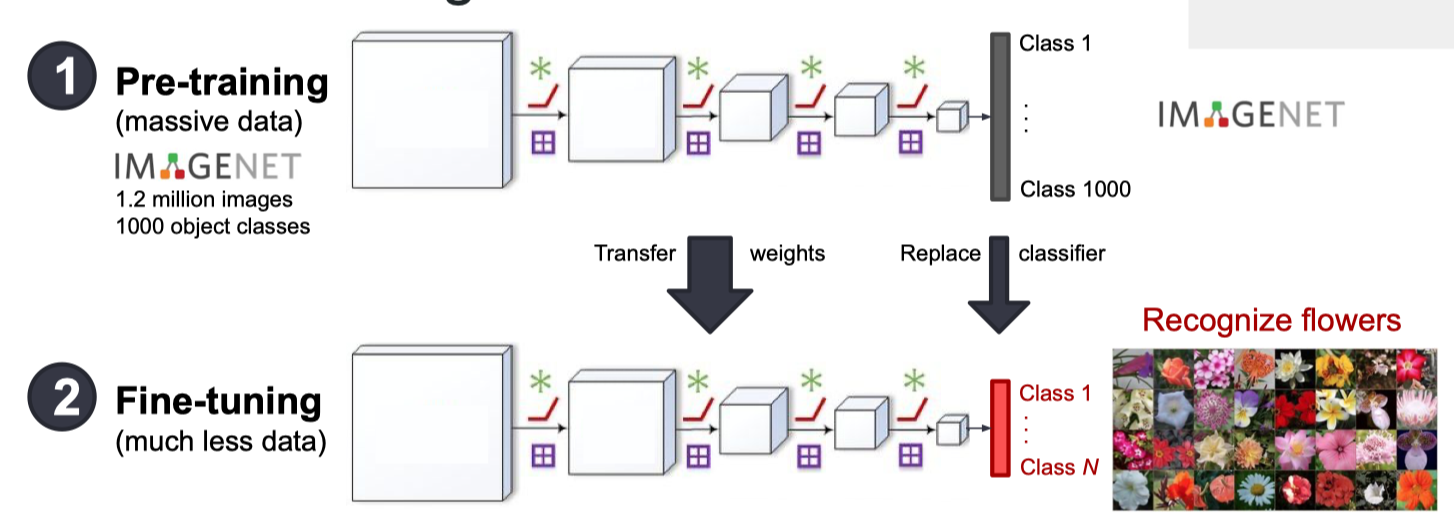 1
Pre-training
(massive data)
IMAGENET
1.2 million images
1000 object classes
Class 1
⋮
Class 1000
IMAGENET
Transfer weights
Replace classifier
2
Fine-tuning
(much less data)
Class 1
⋮
Class N
Recognize flowers